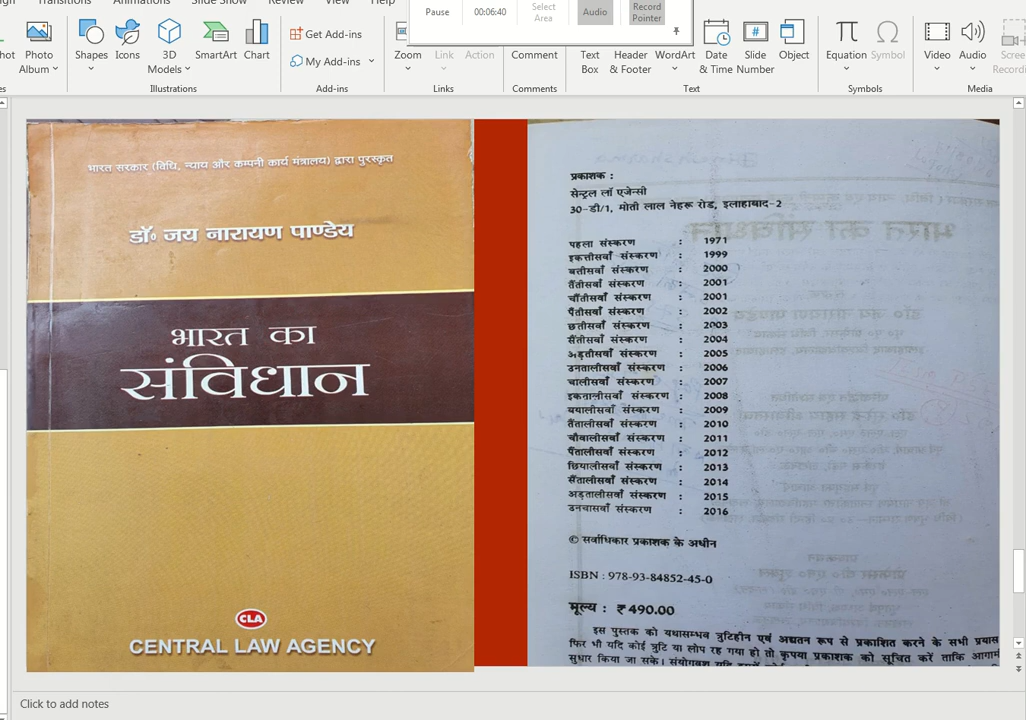 Transitions Animations Slide Show Review View Help
Pause 00:06:40 Select Area Audio Record Pointer
Photo Album Shapes Icons 3D Models SmartArt Chart
Get Add-ins
My Add-ins
Zoom Link Action Comment Text Box Header & Footer WordArt Date & Time Slide Number Object Equation Symbol Video Audio
Illustrations Add-ins Links Comments Text Symbols Media
भारत सरकार (विधि, न्याय और कम्पनी कार्य मंत्रालय) द्वारा पुरस्कृत
डॉ॰ जय नारायण पाण्डेय
भारत का
संविधान
CLA
CENTRAL LAW AGENCY
प्रकाशक :
सेन्ट्रल लॉ एजेन्सी
30-डी/1, मोती लाल नेहरू रोड, इलाहाबाद-2
पहला संस्करण : 1971
इकत्तीसवाँ संस्करण : 1999
बत्तीसवाँ संस्करण : 2000
तैंतीसवाँ संस्करण : 2001
चौंतीसवाँ संस्करण : 2001
पैंतीसवाँ संस्करण : 2002
छत्तीसवाँ संस्करण : 2003
सैंतीसवाँ संस्करण : 2004
अड़तीसवाँ संस्करण : 2005
उनतालीसवाँ संस्करण : 2006
चालीसवाँ संस्करण : 2007
इकतालीसवाँ संस्करण : 2008
बयालीसवाँ संस्करण : 2009
तैंतालीसवाँ संस्करण : 2010
चौवालीसवाँ संस्करण : 2011
पैंतालीसवाँ संस्करण : 2012
छियालीसवाँ संस्करण : 2013
सैंतालीसवाँ संस्करण : 2014
अड़तालीसवाँ संस्करण : 2015
उनचासवाँ संस्करण : 2016
© सर्वाधिकार प्रकाशक के अधीन
ISBN : 978-93-84852-45-0
मूल्य : ₹ 490.00
इस पुस्तक को यथासम्भव त्रुटिहीन एवं अद्यतन रूप से प्रकाशित करने के सभी प्रयास
फिर भी यदि कोई त्रुटि या लोप रह गया हो तो कृपया प्रकाशक को सूचित करें ताकि आगामी
सुधार किया जा सके। संयोगवश यदि
Click to add notes